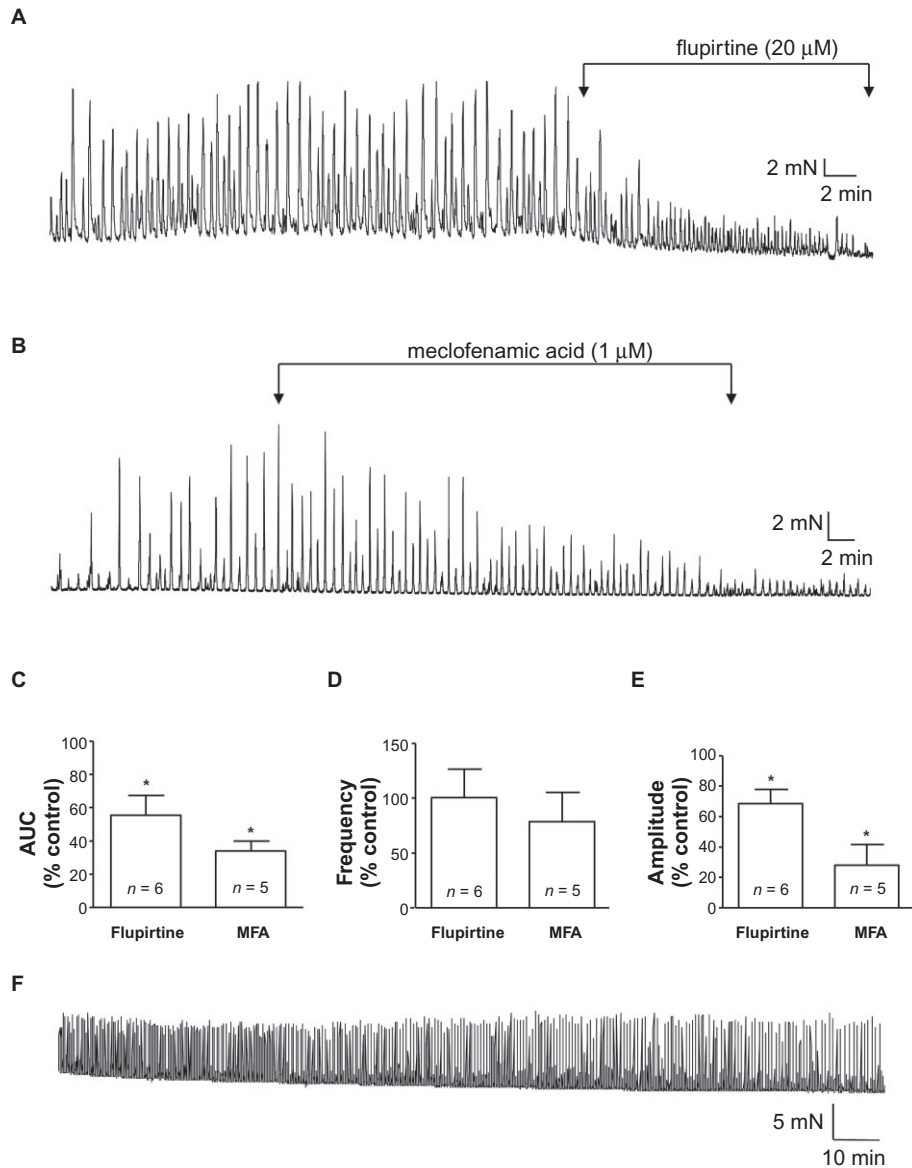 A
flupirtine (20 μM)
2 mN
2 min
B
meclofenamic acid (1 μM)
2 mN
2 min
C
D
E
AUC
(% control)
100
80
60
40
20
0
*
*
n = 6
n = 5
Flupirtine
MFA
Frequency
(% control)
150
100
50
0
n = 6
n = 5
Flupirtine
MFA
Amplitude
(% control)
100
80
60
40
20
0
*
*
n = 6
n = 5
Flupirtine
MFA
F
5 mN
10 min